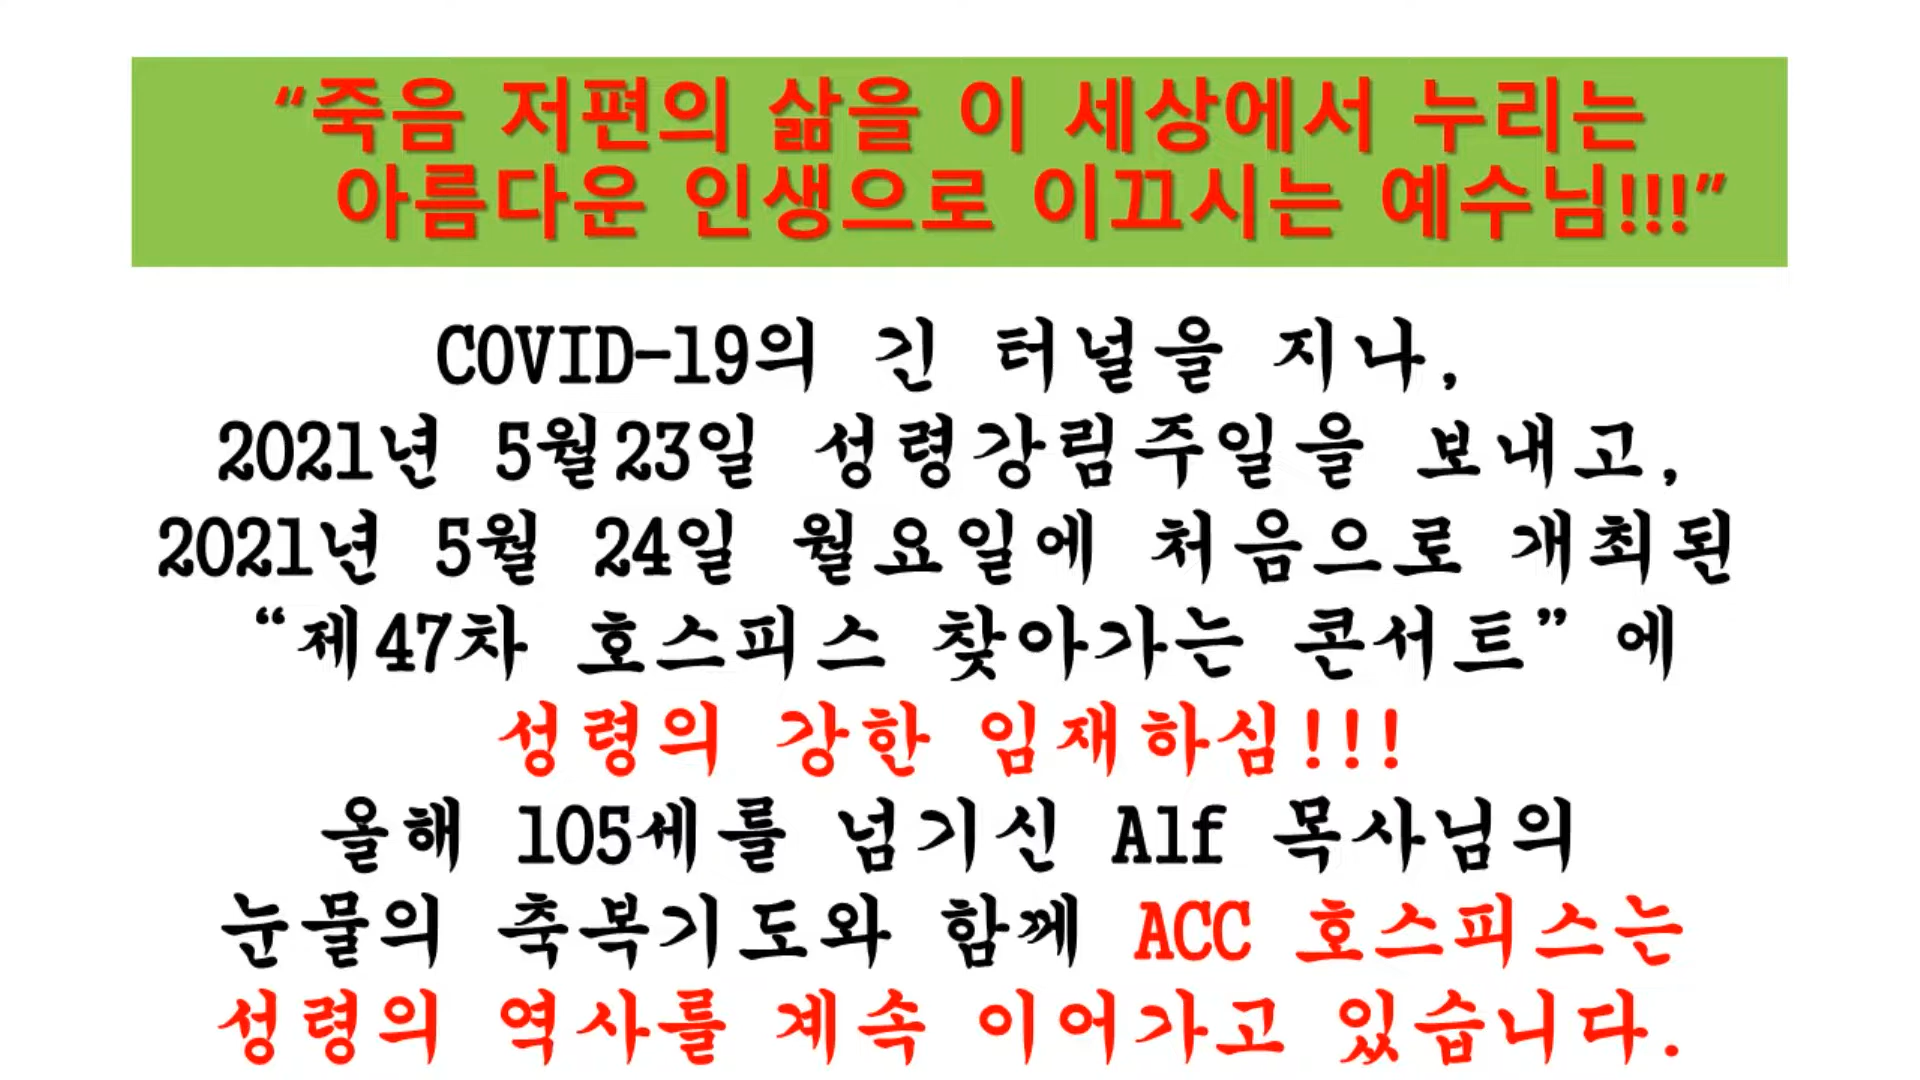 “죽음 저편의 삶을 이 세상에서 누리는
아름다운 인생으로 이끄시는 예수님!!!”
COVID-19의 긴 터널을 지나,
2021년 5월23일 성령강림주일을 보내고,
2021년 5월 24일 월요일에 처음으로 개최된
“제47차 호스피스 찾아가는 콘서트” 에
성령의 강한 임재하심!!!
올해 105세를 넘기신 Alf 목사님의
눈물의 축복기도와 함께 ACC 호스피스는
성령의 역사를 계속 이어가고 있습니다.